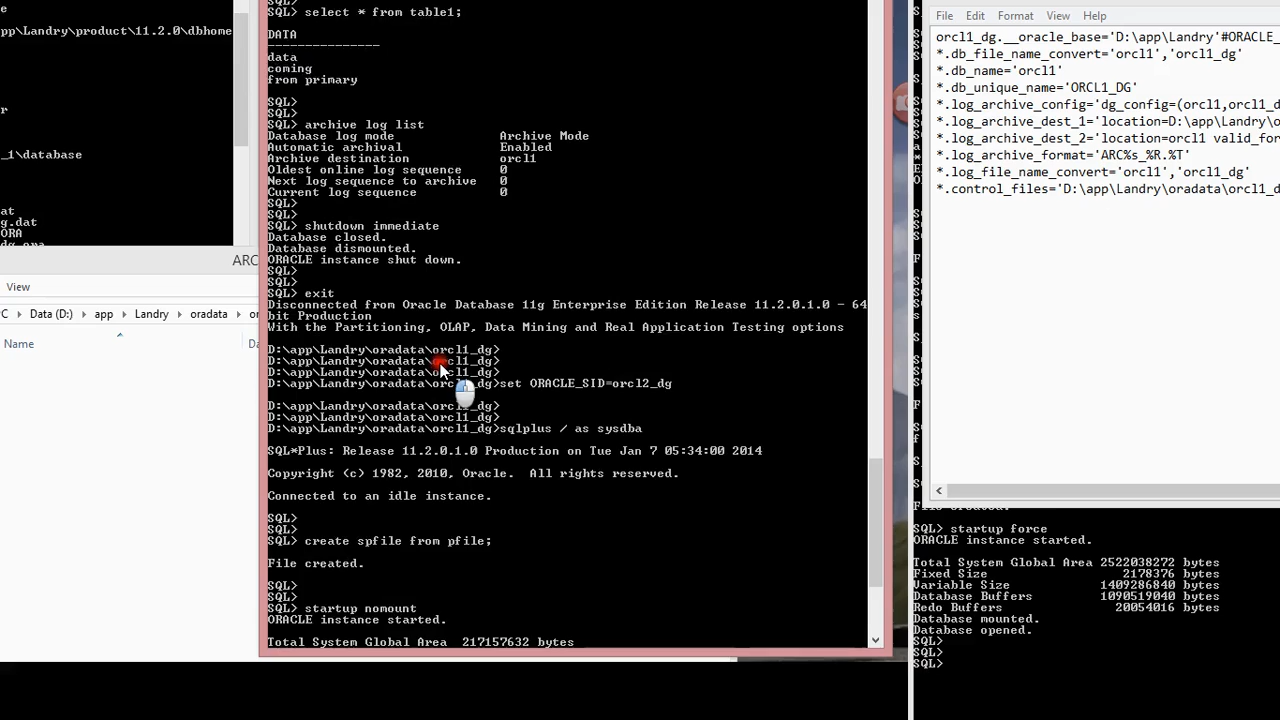 app\Landry\product\11.2.0\dbhome
r
_1\database
at
g.dat
ORA
dg.ora
ARC
View
C
Data (D:)
app
Landry
oradata
or
Name
Da
SQL>
SQL> select * from table1;
DATA
---------------
data
coming
from primary
SQL>
SQL>
SQL> archive log list
Database log mode Archive Mode
Automatic archival Enabled
Archive destination orcl1
Oldest online log sequence 0
Next log sequence to archive 0
Current log sequence 0
SQL>
SQL>
SQL> shutdown immediate
Database closed.
Database dismounted.
ORACLE instance shut down.
SQL>
SQL>
SQL> exit
Disconnected from Oracle Database 11g Enterprise Edition Release 11.2.0.1.0 - 64
bit Production
With the Partitioning, OLAP, Data Mining and Real Application Testing options
D:\app\Landry\oradata\orcl1_dg>
D:\app\Landry\oradata\orcl1_dg>
D:\app\Landry\oradata\orcl1_dg>
D:\app\Landry\oradata\orcl1_dg>set ORACLE_SID=orcl2_dg
D:\app\Landry\oradata\orcl1_dg>
D:\app\Landry\oradata\orcl1_dg>
D:\app\Landry\oradata\orcl1_dg>sqlplus / as sysdba
SQL*Plus: Release 11.2.0.1.0 Production on Tue Jan 7 05:34:00 2014
Copyright (c) 1982, 2010, Oracle.  All rights reserved.
Connected to an idle instance.
SQL>
SQL>
SQL> create spfile from pfile;
File created.
SQL>
SQL>
SQL> startup nomount
ORACLE instance started.
Total System Global Area  217157632 bytes
File Edit Format View Help
orcl1_dg.__oracle_base='D:\app\Landry'#ORACLE_
*.db_file_name_convert='orcl1','orcl1_dg'
*.db_name='orcl1'
*.db_unique_name='ORCL1_DG'
*.log_archive_config='dg_config=(orcl1,orcl1_d
*.log_archive_dest_1='location=D:\app\Landry\o
*.log_archive_dest_2='location=orcl1 valid_for
*.log_archive_format='ARC%s_%R.%T'
*.log_file_name_convert='orcl1','orcl1_dg'
*.control_files='D:\app\Landry\oradata\orcl1_d
SQL> startup force
ORACLE instance started.
Total System Global Area 2522038272 bytes
Fixed Size 2178376 bytes
Variable Size 1409286840 bytes
Database Buffers 1090519040 bytes
Redo Buffers 20054016 bytes
Database mounted.
Database opened.
SQL>
SQL>
SQL>